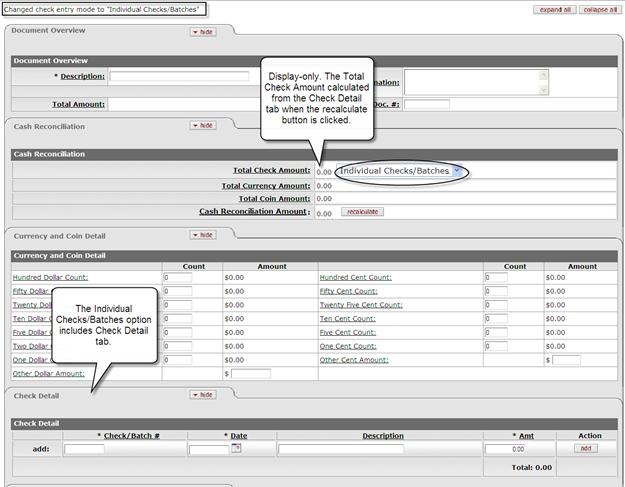 Changed check entry mode to "Individual Checks/Batches"
expand all collapse all
Document Overview hide
Document Overview
* Description:
nation:
Total Amount:
Doc. #:
Display-only. The Total
Check Amount calculated
from the Check Detail
tab when the recalculate
button is clicked.
Cash Reconciliation hide
Cash Reconciliation
Total Check Amount: 0.00 Individual Checks/Batches
Total Currency Amount: 0.00
Total Coin Amount: 0.00
Cash Reconciliation Amount : 0.00 recalculate
Currency and Coin Detail hide
Currency and Coin Detail
Count Amount Count Amount
Hundred Dollar Count: 0 $0.00 Hundred Cent Count: 0 $0.00
Fifty Dollar 0 $0.00 Fifty Cent Count: 0 $0.00
Twenty Dollar 0 $0.00 Twenty Five Cent Count: 0 $0.00
Ten Dollar C 0 $0.00 Ten Cent Count: 0 $0.00
Five Dollar C 0 $0.00 Five Cent Count: 0 $0.00
Two Dollar C 0 $0.00 One Cent Count: 0 $0.00
One Dollar C 0 $0.00 Other Cent Amount: $
Other Dollar Amount: $
The Individual
Checks/Batches option
includes Check Detail
tab.
Check Detail hide
Check Detail
* Check/Batch # * Date Description * Amt Action
add: 0.00 add
Total: 0.00